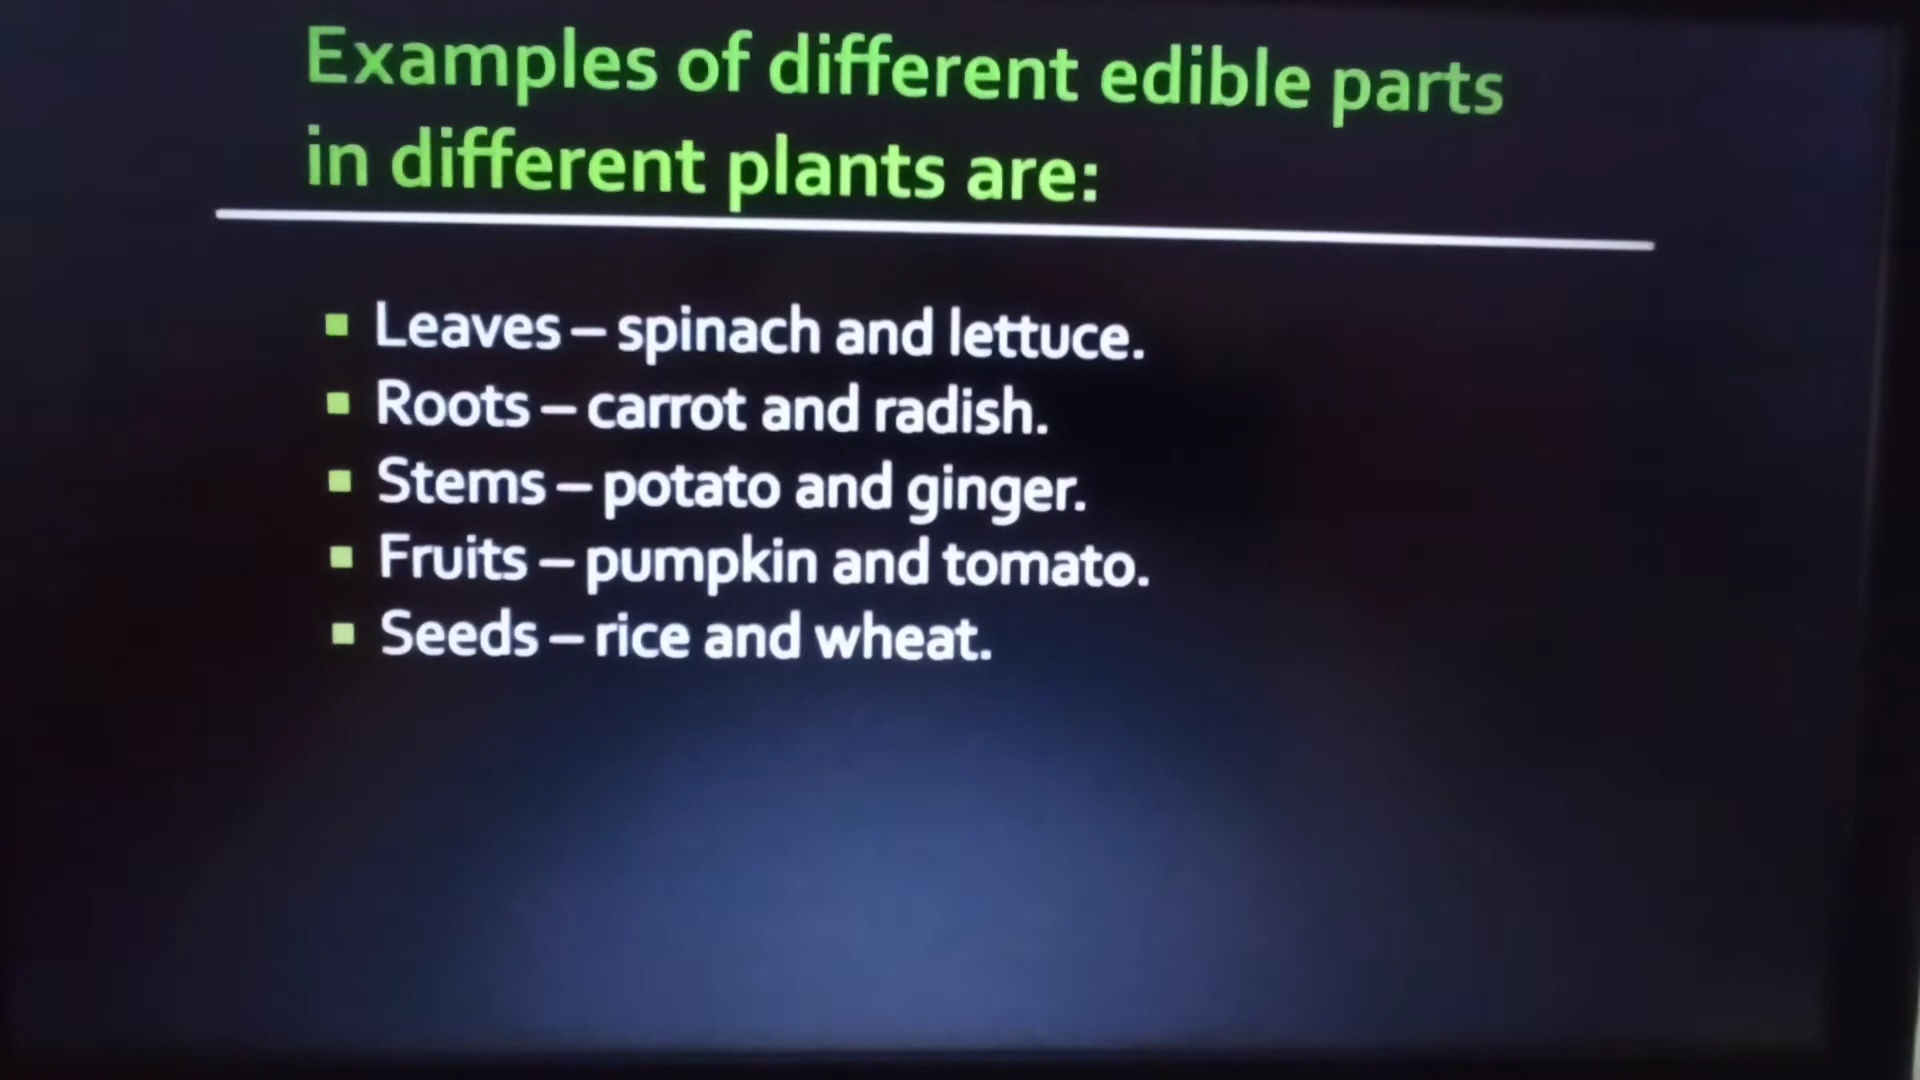 Examples of different edible parts
in different plants are:
Leaves – spinach and lettuce.
Roots – carrot and radish.
Stems – potato and ginger.
Fruits – pumpkin and tomato.
Seeds – rice and wheat.